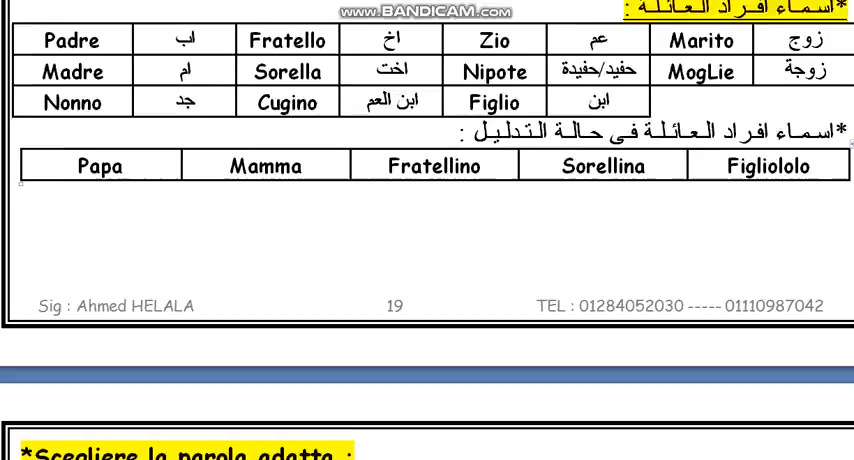 www.BANDICAM.com
*اسماء افراد العائلة :
Padre اب Fratello اخ Zio عم Marito زوج
Madre ام Sorella اخت Nipote حفيد/حفيدة MogLie زوجة
Nonno جد Cugino ابن العم Figlio ابن
*اسماء افراد العائلة فى حالة التدليل :
Papa Mamma Fratellino Sorellina Figliololo
Sig : Ahmed HELALA 19 TEL : 01284052030 ----- 01110987042
*Scegliere la parola adatta :